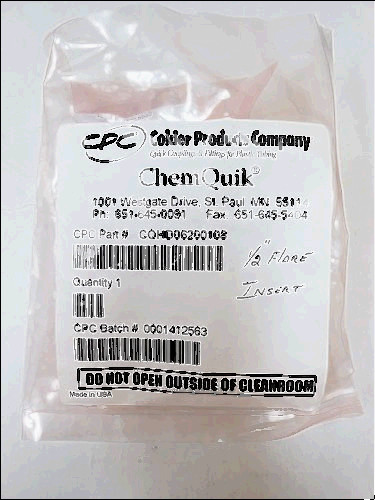 CPC Colder Products Company
Quick Couplings & Fittings for Plastic Tubing
ChemQuik®
1001 Westgate Drive, St. Paul MN 55114
Ph: 651-645-0091 Fax: 651-645-5404
CPC Part #
1/2" FLARE
INSERT
Quantity 1
CPC Batch # 0001412563
DO NOT OPEN OUTSIDE OF CLEANROOM
Made in USA